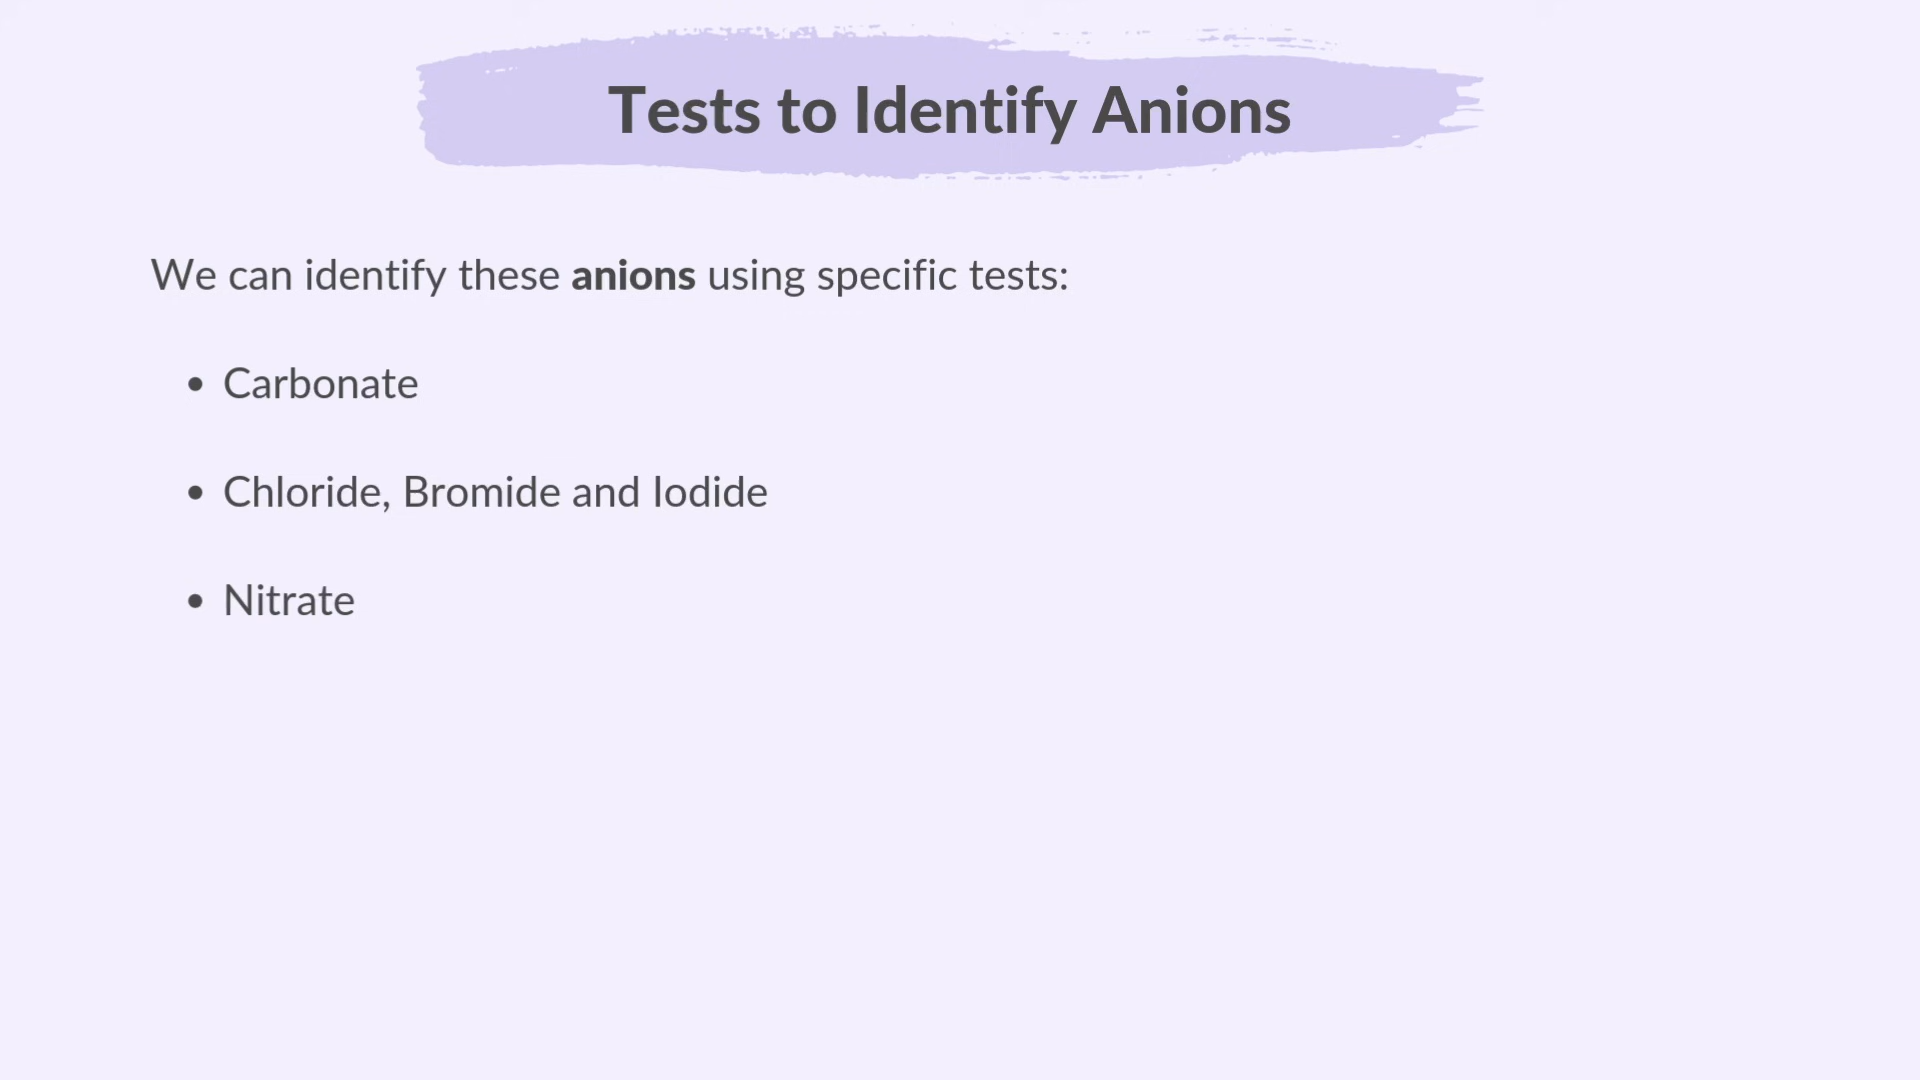 Tests to Identify Anions
We can identify these anions using specific tests:
• Carbonate
• Chloride, Bromide and Iodide
• Nitrate